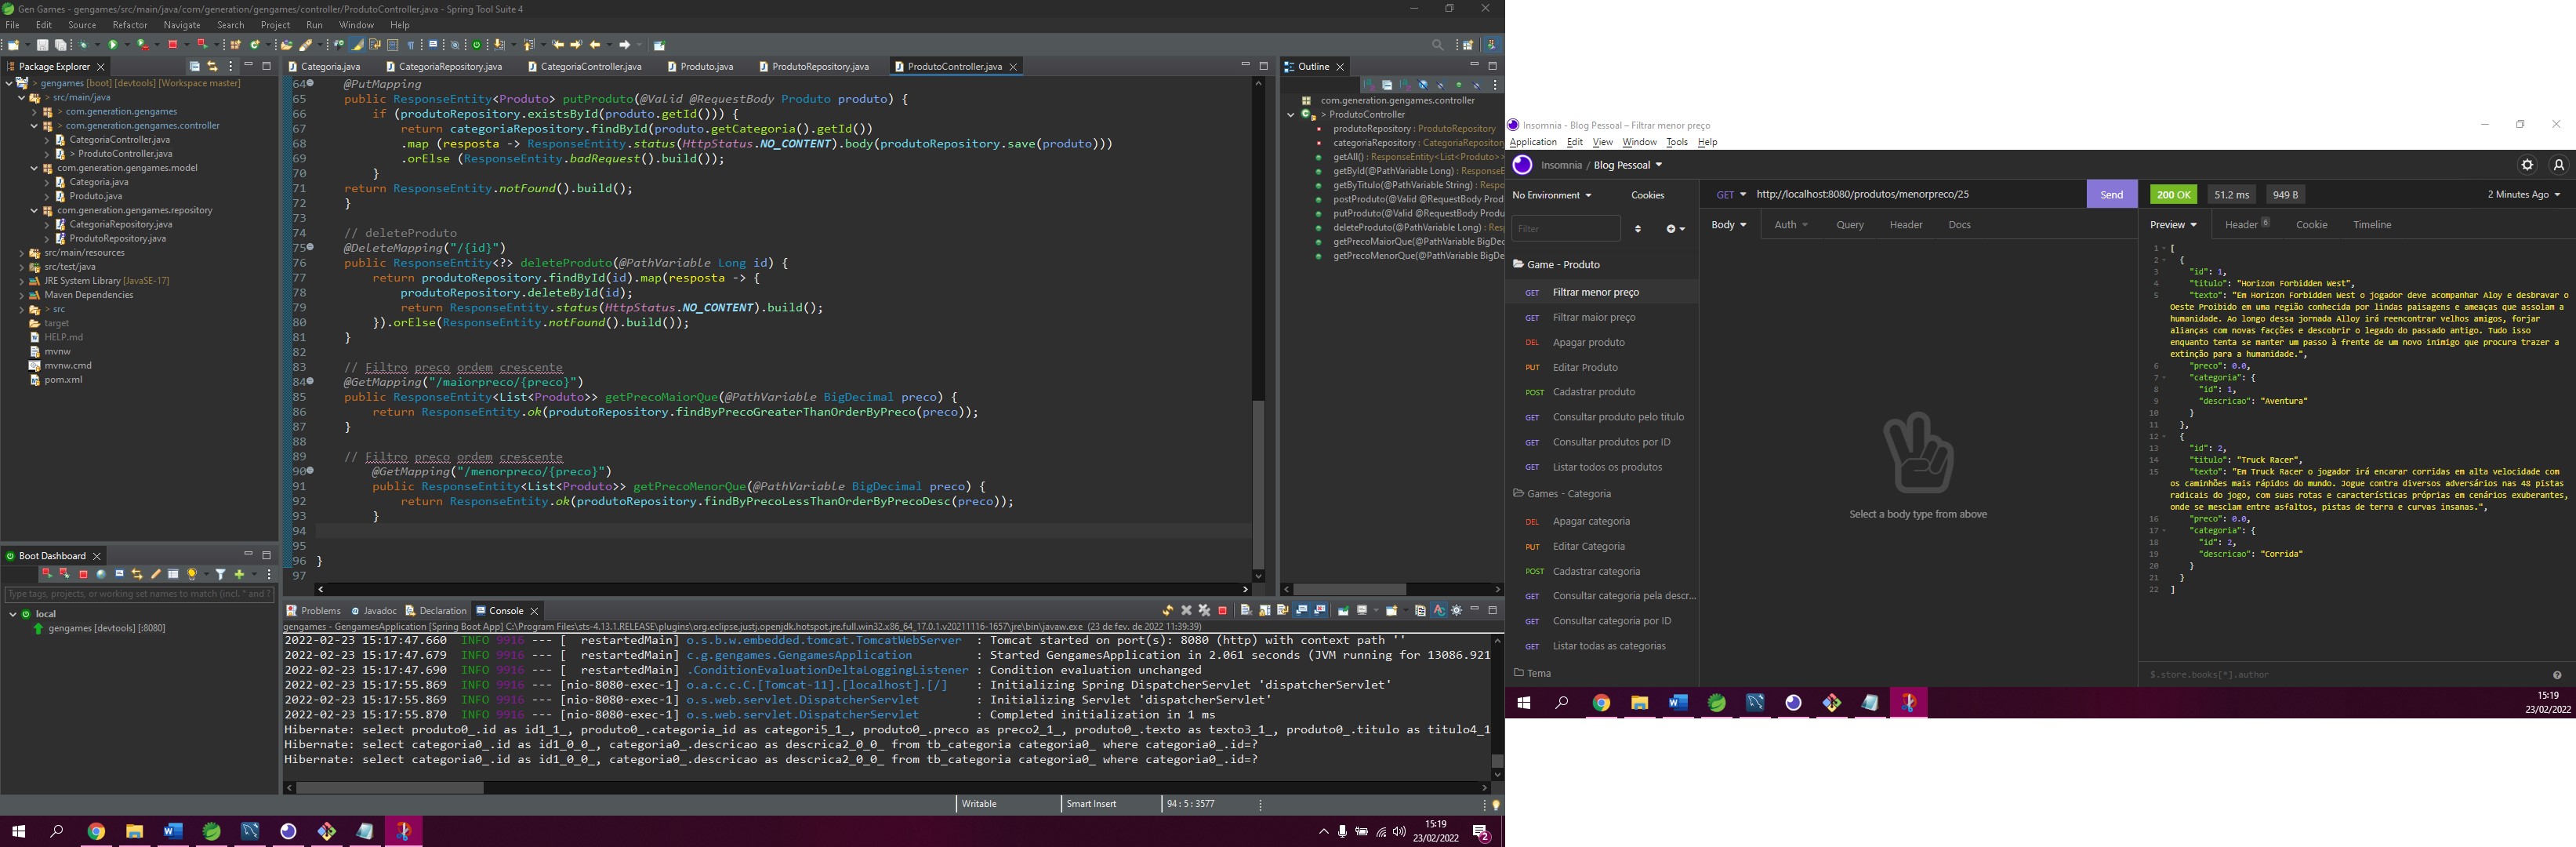 Gen Games - gengames/src/main/java/com/generation/gengames/controller/ProdutoController.java - Spring Tool Suite 4
File Edit Source Refactor Navigate Search Project Run Window Help
Package Explorer
> gengames [boot] [devtools] [Workspace master]
> src/main/java
> com.generation.gengames
> com.generation.gengames.controller
CategoriaController.java
> ProdutoController.java
com.generation.gengames.model
Categoria.java
Produto.java
com.generation.gengames.repository
CategoriaRepository.java
ProdutoRepository.java
src/main/resources
src/test/java
JRE System Library [JavaSE-17]
Maven Dependencies
> src
target
HELP.md
mvnw
mvnw.cmd
pom.xml
Boot Dashboard
Type tags, projects, or working set names to match (incl. * and ?
local
gengames [devtools] [:8080]
Categoria.java CategoriaRepository.java CategoriaController.java Produto.java ProdutoRepository.java ProdutoController.java
64 @PutMapping
65 public ResponseEntity<Produto> putProduto(@Valid @RequestBody Produto produto) {
66 if (produtoRepository.existsById(produto.getId())) {
67 return categoriaRepository.findById(produto.getCategoria().getId())
68 .map (resposta -> ResponseEntity.status(HttpStatus.NO_CONTENT).body(produtoRepository.save(produto)))
69 .orElse (ResponseEntity.badRequest().build());
70 }
71 return ResponseEntity.notFound().build();
72 }
73
74 // deleteProduto
75 @DeleteMapping("/{id}")
76 public ResponseEntity<?> deleteProduto(@PathVariable Long id) {
77 return produtoRepository.findById(id).map(resposta -> {
78 produtoRepository.deleteById(id);
79 return ResponseEntity.status(HttpStatus.NO_CONTENT).build();
80 }).orElse(ResponseEntity.notFound().build());
81 }
82
83 // Filtro preco ordem crescente
84 @GetMapping("/maiorpreco/{preco}")
85 public ResponseEntity<List<Produto>> getPrecoMaiorQue(@PathVariable BigDecimal preco) {
86 return ResponseEntity.ok(produtoRepository.findByPrecoGreaterThanOrderByPreco(preco));
87 }
88
89 // Filtro preco ordem crescente
90 @GetMapping("/menorpreco/{preco}")
91 public ResponseEntity<List<Produto>> getPrecoMenorQue(@PathVariable BigDecimal preco) {
92 return ResponseEntity.ok(produtoRepository.findByPrecoLessThanOrderByPrecoDesc(preco));
93 }
94
95
96 }
97
Outline
com.generation.gengames.controller
> ProdutoController
produtoRepository : ProdutoRepository
categoriaRepository : CategoriaRepository
getAll() : ResponseEntity<List<Produto>>
getById(@PathVariable Long) : ResponseE
getByTitulo(@PathVariable String) : Respo
postProduto(@Valid @RequestBody Prod
putProduto(@Valid @RequestBody Produ
deleteProduto(@PathVariable Long) : Resp
getPrecoMaiorQue(@PathVariable BigDec
getPrecoMenorQue(@PathVariable BigDe
Problems Javadoc Declaration Console
gengames - GengamesApplication [Spring Boot App] C:\Program Files\sts-4.13.1.RELEASE\plugins\org.eclipse.justj.openjdk.hotspot.jre.full.win32.x86_64_17.0.1.v20211116-1657\jre\bin\javaw.exe (23 de fev. de 2022 11:39:39)
2022-02-23 15:17:47.660 INFO 9916 --- [ restartedMain] o.s.b.w.embedded.tomcat.TomcatWebServer : Tomcat started on port(s): 8080 (http) with context path ''
2022-02-23 15:17:47.679 INFO 9916 --- [ restartedMain] c.g.gengames.GengamesApplication : Started GengamesApplication in 2.061 seconds (JVM running for 13086.921
2022-02-23 15:17:47.690 INFO 9916 --- [ restartedMain] .ConditionEvaluationDeltaLoggingListener : Condition evaluation unchanged
2022-02-23 15:17:55.869 INFO 9916 --- [nio-8080-exec-1] o.a.c.c.C.[Tomcat-11].[localhost].[/] : Initializing Spring DispatcherServlet 'dispatcherServlet'
2022-02-23 15:17:55.869 INFO 9916 --- [nio-8080-exec-1] o.s.web.servlet.DispatcherServlet : Initializing Servlet 'dispatcherServlet'
2022-02-23 15:17:55.870 INFO 9916 --- [nio-8080-exec-1] o.s.web.servlet.DispatcherServlet : Completed initialization in 1 ms
Hibernate: select produto0_.id as id1_1_, produto0_.categoria_id as categori5_1_, produto0_.preco as preco2_1_, produto0_.texto as texto3_1_, produto0_.titulo as titulo4_1
Hibernate: select categoria0_.id as id1_0_0_, categoria0_.descricao as descrica2_0_0_ from tb_categoria categoria0_ where categoria0_.id=?
Hibernate: select categoria0_.id as id1_0_0_, categoria0_.descricao as descrica2_0_0_ from tb_categoria categoria0_ where categoria0_.id=?
Writable Smart Insert 94 : 5 : 3577
15:19
23/02/2022
2
Insomnia - Blog Pessoal – Filtrar menor preço
Application Edit View Window Tools Help
Insomnia / Blog Pessoal
No Environment Cookies
Filter
Game - Produto
GET Filtrar menor preço
GET Filtrar maior preço
DEL Apagar produto
PUT Editar Produto
POST Cadastrar produto
GET Consultar produto pelo titulo
GET Consultar produtos por ID
GET Listar todos os produtos
Games - Categoria
DEL Apagar categoria
PUT Editar Categoria
POST Cadastrar categoria
GET Consultar categoria pela descr...
GET Consultar categoria por ID
GET Listar todas as categorias
Tema
GET http://localhost:8080/produtos/menorpreco/25 Send
Body Auth Query Header Docs
Select a body type from above
200 OK 51.2 ms 949 B 2 Minutes Ago
Preview Header 6 Cookie Timeline
1 [
2 {
3 "id": 1,
4 "titulo": "Horizon Forbidden West",
5 "texto": "Em Horizon Forbidden West o jogador deve acompanhar Aloy e desbravar o
Oeste Proibido em uma região conhecida por lindas paisagens e ameaças que assolam a
humanidade. Ao longo dessa jornada Alloy irá reencontrar velhos amigos, forjar
alianças com novas facções e descobrir o legado do passado antigo. Tudo isso
enquanto tenta se manter um passo à frente de um novo inimigo que procura trazer a
extinção para a humanidade.",
6 "preco": 0.0,
7 "categoria": {
8 "id": 1,
9 "descricao": "Aventura"
10 }
11 },
12 {
13 "id": 2,
14 "titulo": "Truck Racer",
15 "texto": "Em Truck Racer o jogador irá encarar corridas em alta velocidade com
os caminhões mais rápidos do mundo. Jogue contra diversos adversários nas 48 pistas
radicais do jogo, com suas rotas e características próprias em cenários exuberantes,
onde se mesclam entre asfaltos, pistas de terra e curvas insanas.",
16 "preco": 0.0,
17 "categoria": {
18 "id": 2,
19 "descricao": "Corrida"
20 }
21 }
22 ]
$.store.books[*].author
15:19
23/02/2022